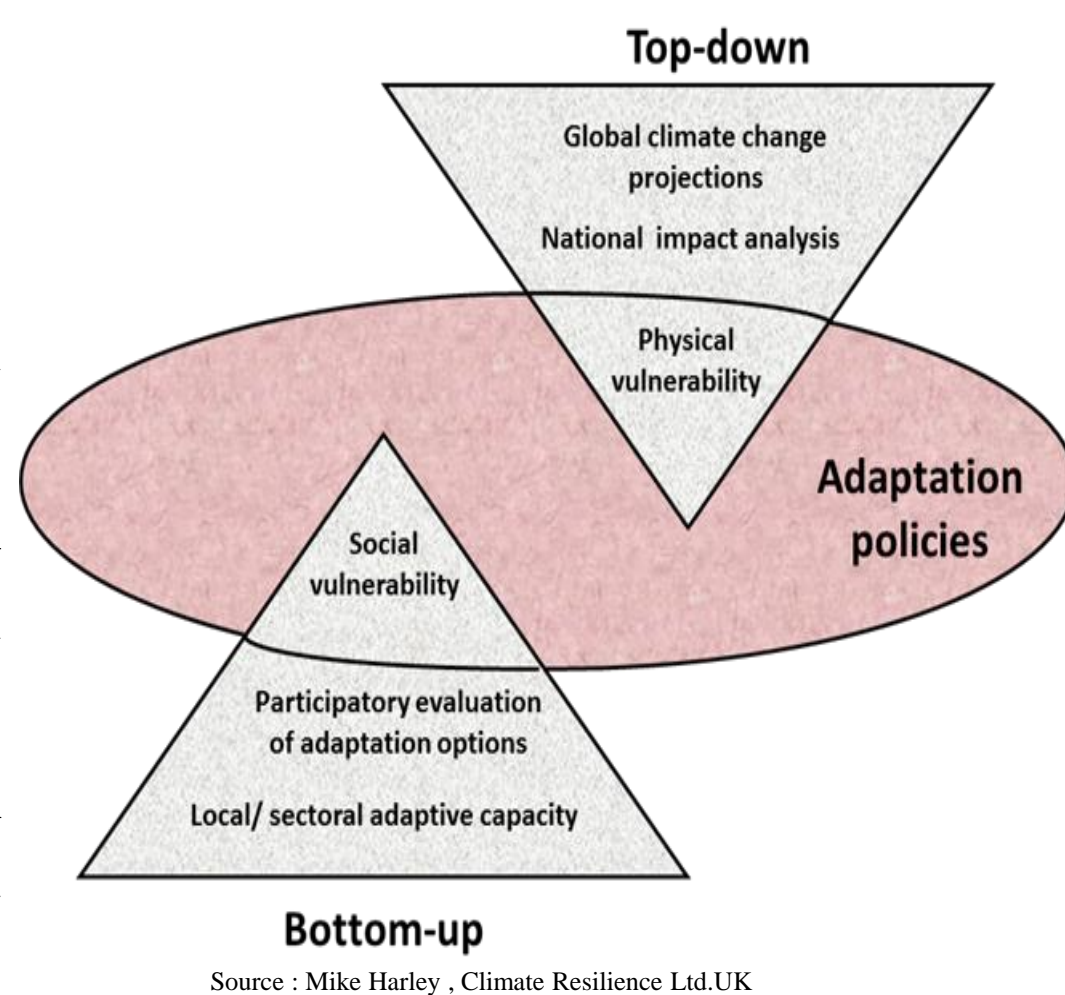 Top-down
Global climate change
projections
National impact analysis
Physical
vulnerability
Adaptation
policies
Social
vulnerability
Participatory evaluation
of adaptation options
Local/ sectoral adaptive capacity
Bottom-up
Source : Mike Harley , Climate Resilience Ltd.UK